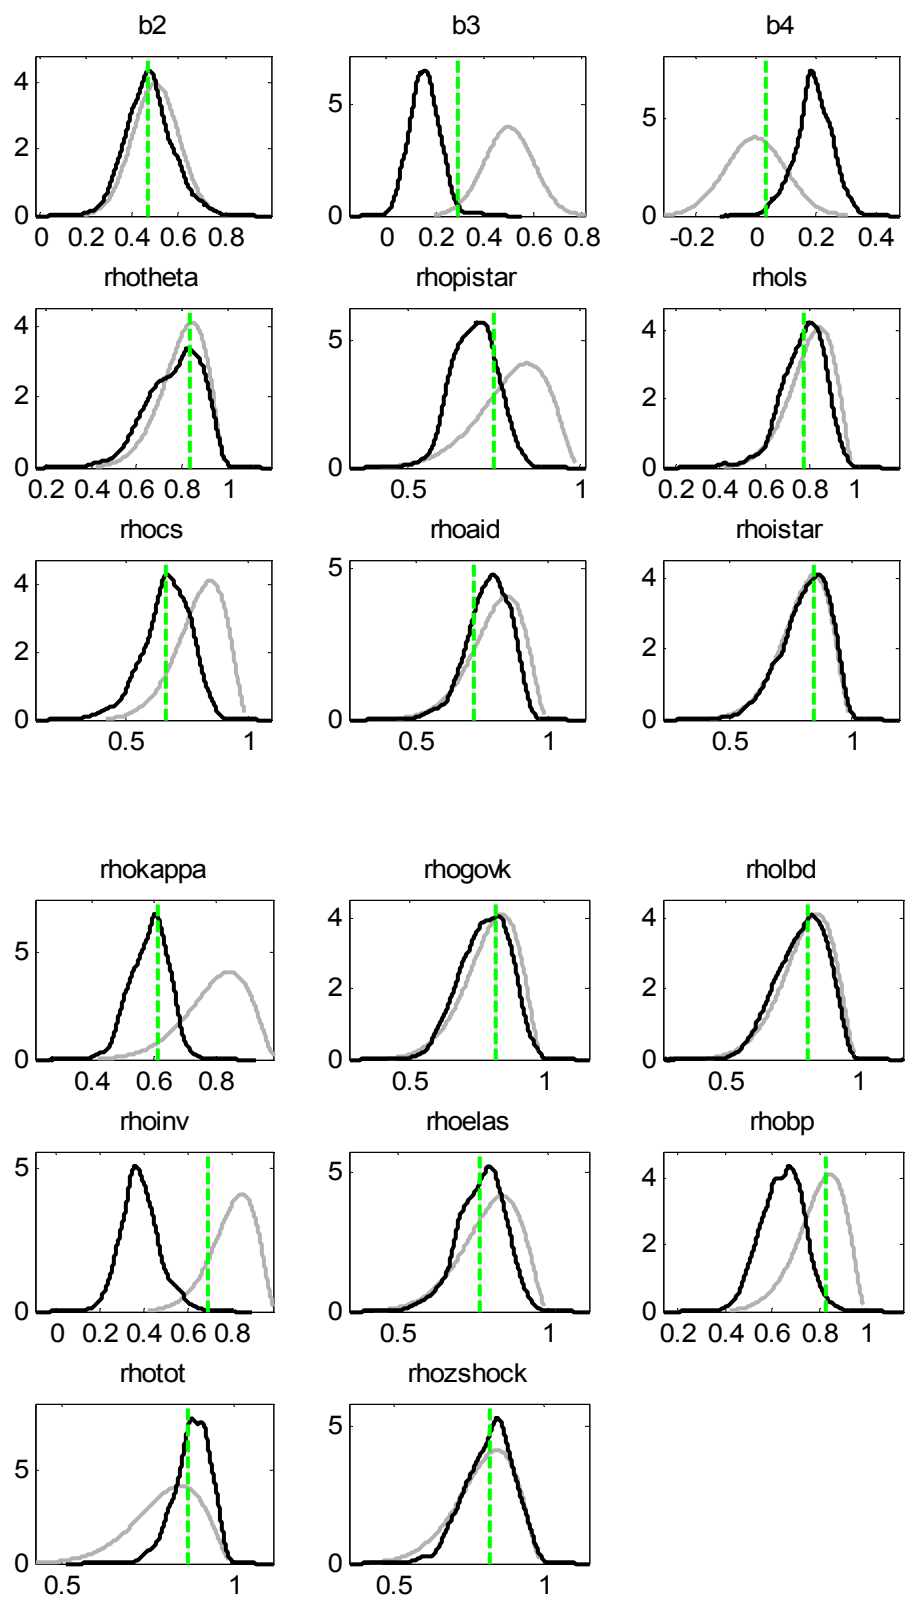 b2 b3 b4
4 2 0 5 0 5 0
0 0.2 0.4 0.6 0.8 0 0.2 0.4 0.6 0.8 -0.2 0 0.2 0.4
rhotheta rhopistar rhols
4 2 0 5 0 4 2 0
0.2 0.4 0.6 0.8 1 0.5 1 0.2 0.4 0.6 0.8 1
rhocs rhoaid rhoistar
4 2 0 5 0 4 2 0
0.5 1 0.5 1 0.5 1
rhokappa rhogovk rholbd
5 0 4 2 0 4 2 0
0.4 0.6 0.8 0.5 1 0.5 1
rhoinv rhoelas rhobp
5 0 5 0 4 2 0
0 0.2 0.4 0.6 0.8 0.5 1 0.2 0.4 0.6 0.8 1
rhotot rhozshock
5 0 5 0
0.5 1 0.5 1